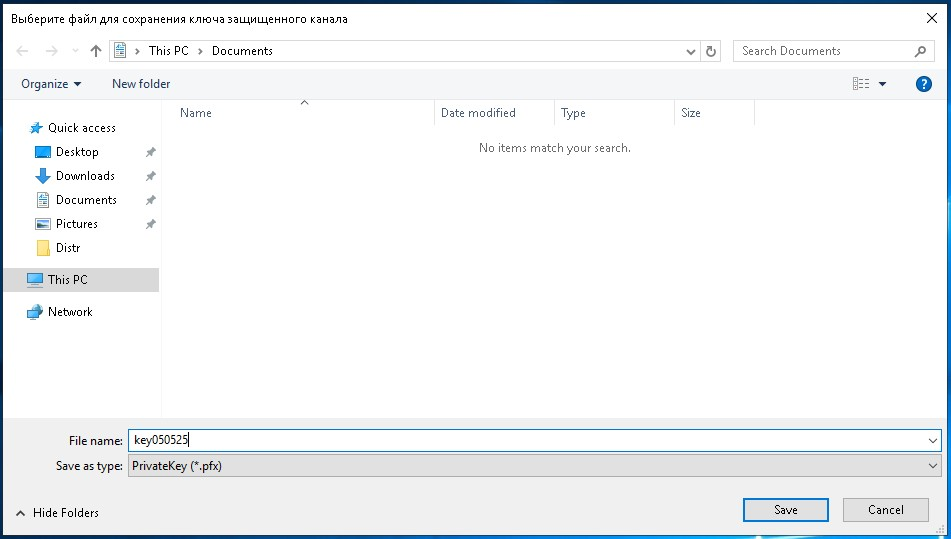 Выберите файл для сохранения ключа защищенного канала
This PC > Documents
Search Documents
Organize
New folder
?
Name
Date modified
Type
Size
No items match your search.
Quick access
Desktop
Downloads
Documents
Pictures
Distr
This PC
Network
File name: key050525
Save as type: PrivateKey (*.pfx)
Hide Folders
Save
Cancel